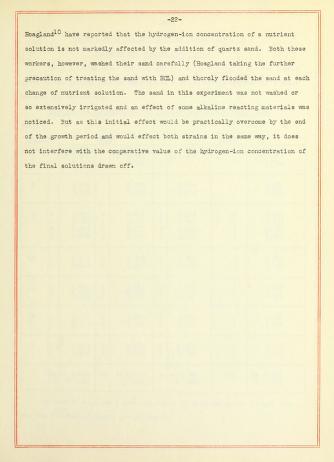 -22-
Hoagland10 have reported that the hydrogen-ion concentration of a nutrient
solution is not markedly affected by the addition of quartz sand. Both these
workers, however, washed their sand carefully (Hoagland taking the further
precaution of treating the sand with HCL) and thoroly flooded the sand at each
change of nutrient solution. The sand in this experiment was not washed or
so extensively irrigated and an effect of some alkaline reacting materials was
noticed. But as this initial effect would be practically overcome by the end
of the growth period and would effect both strains in the same way, it does
not interfere with the comparative value of the hydrogen-ion concentration of
the final solutions drawn off.